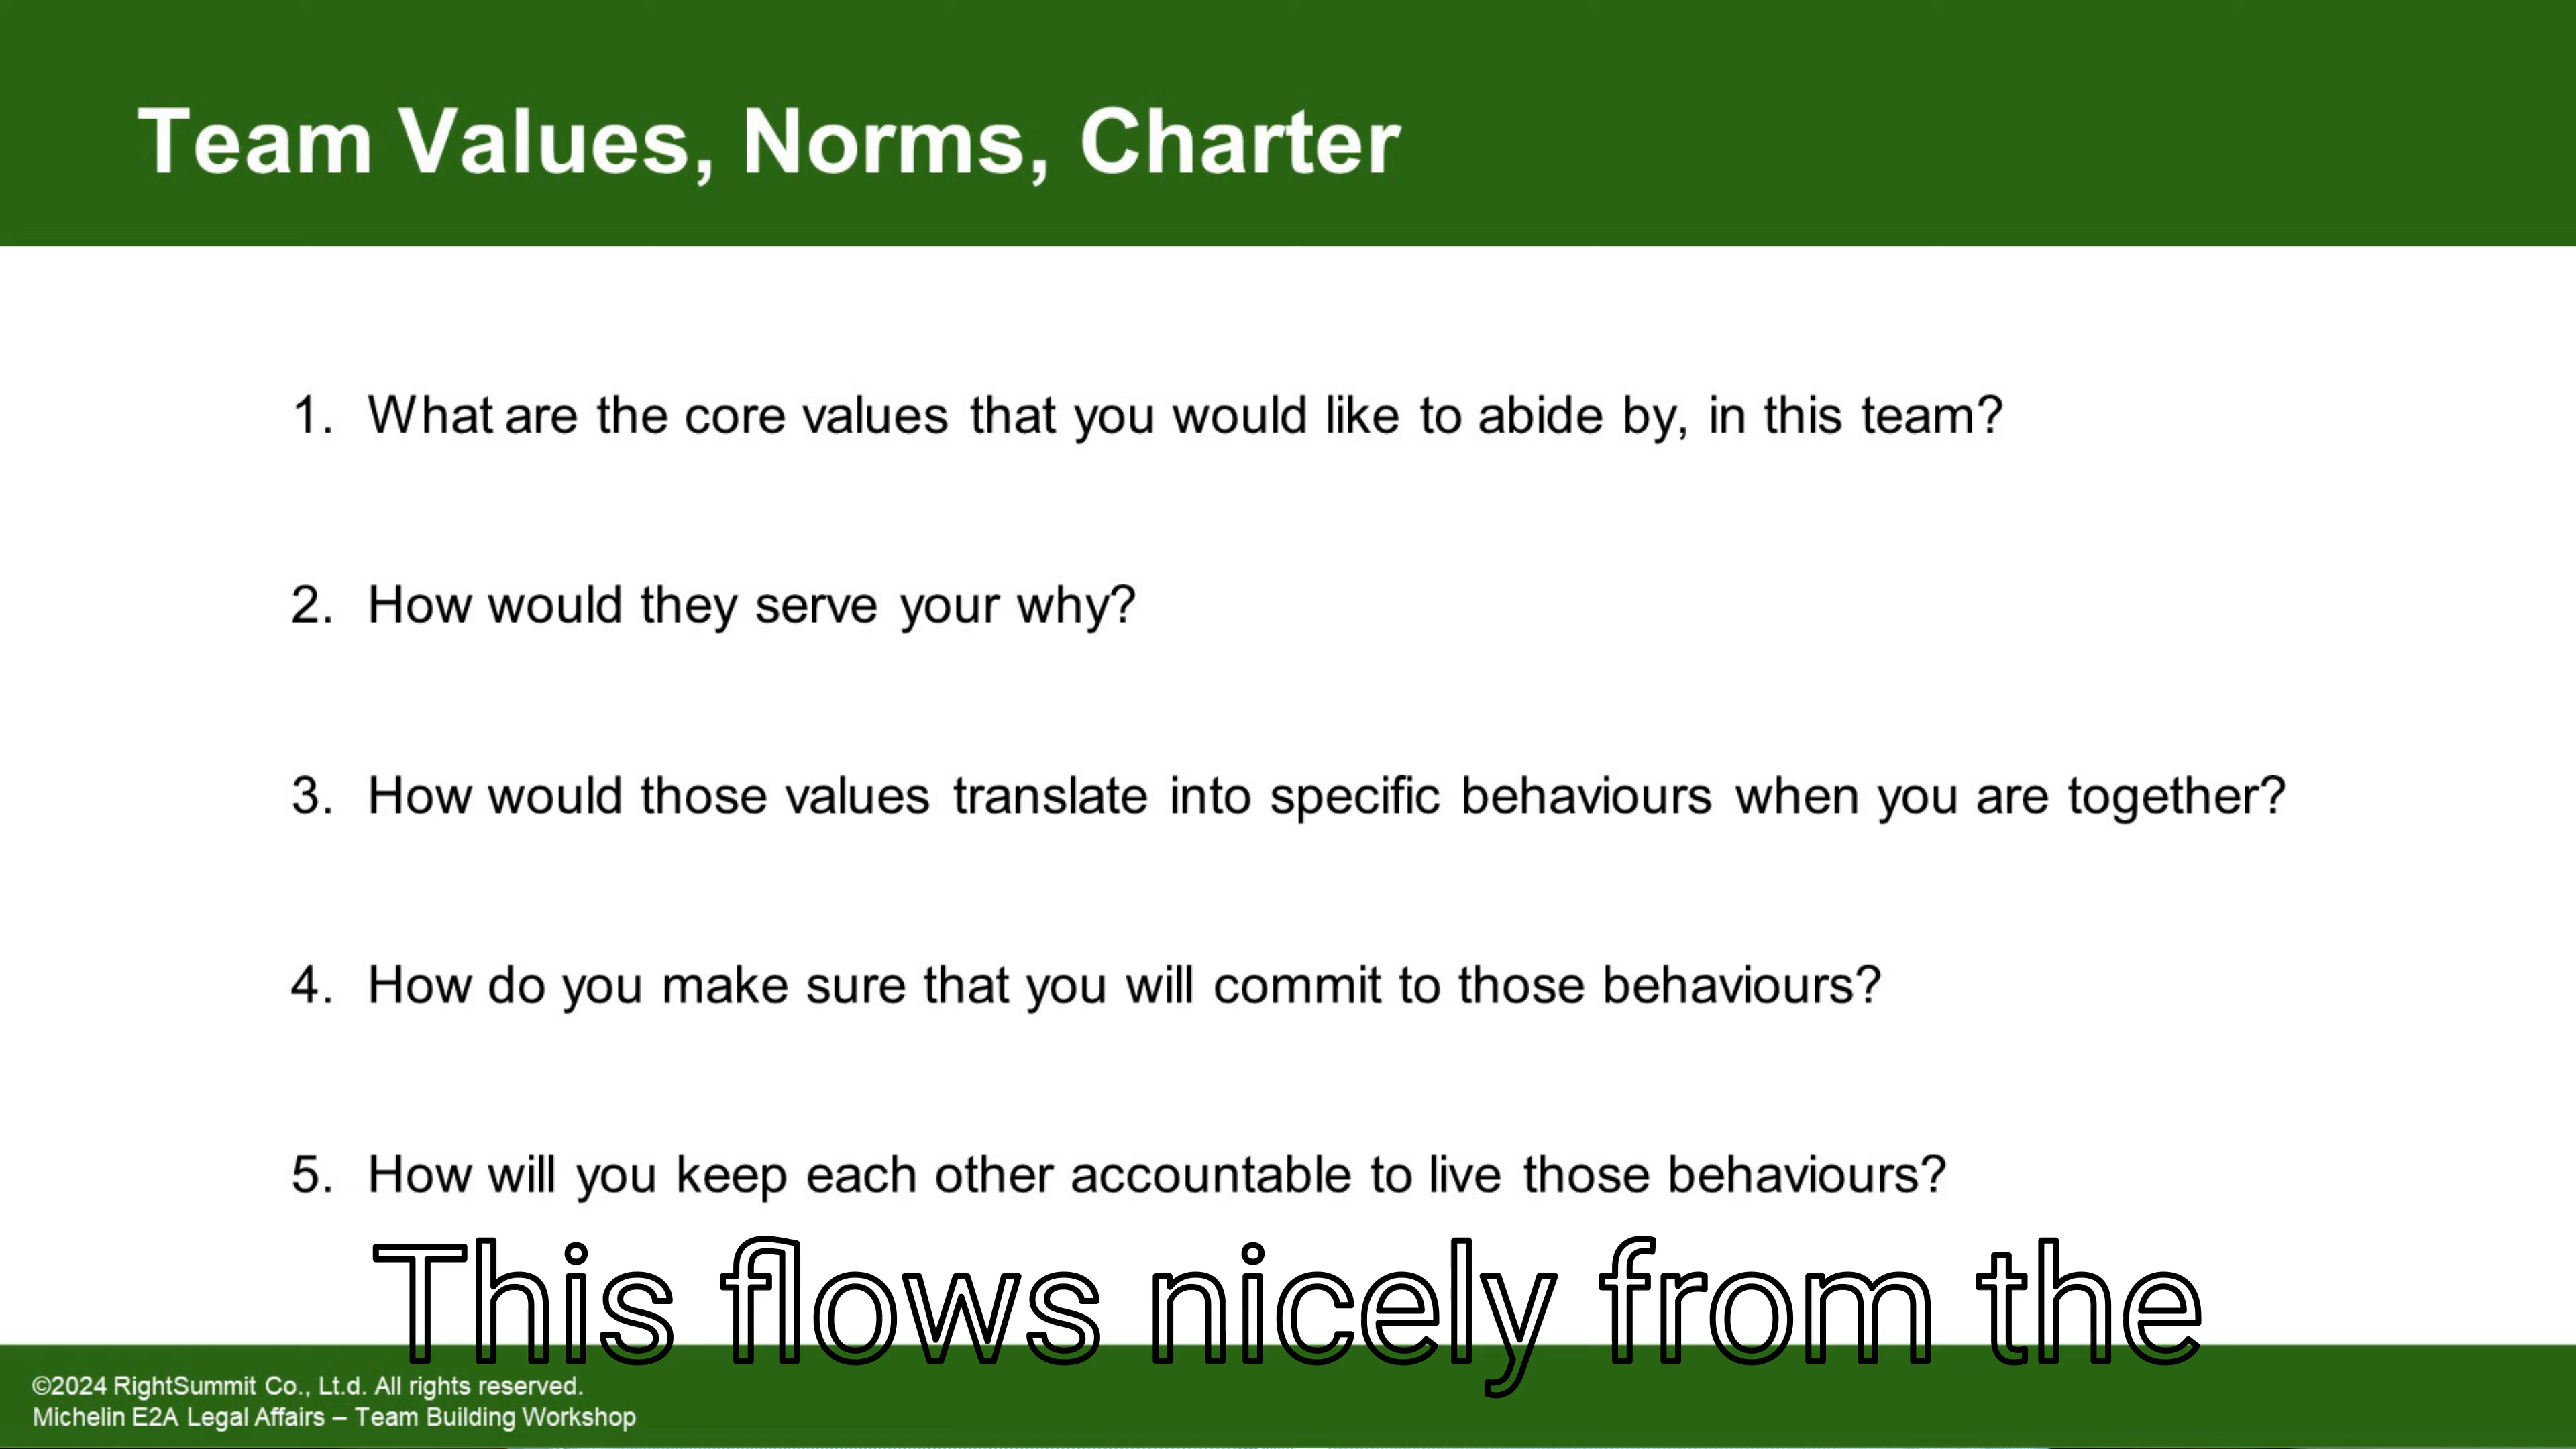 Team Values, Norms, Charter
1. What are the core values that you would like to abide by, in this team?
2. How would they serve your why?
3. How would those values translate into specific behaviours when you are together?
4. How do you make sure that you will commit to those behaviours?
5. How will you keep each other accountable to live those behaviours?
This flows nicely from the
©2024 RightSummit Co., Lt.d. All rights reserved.
Michelin E2A Legal Affairs – Team Building Workshop